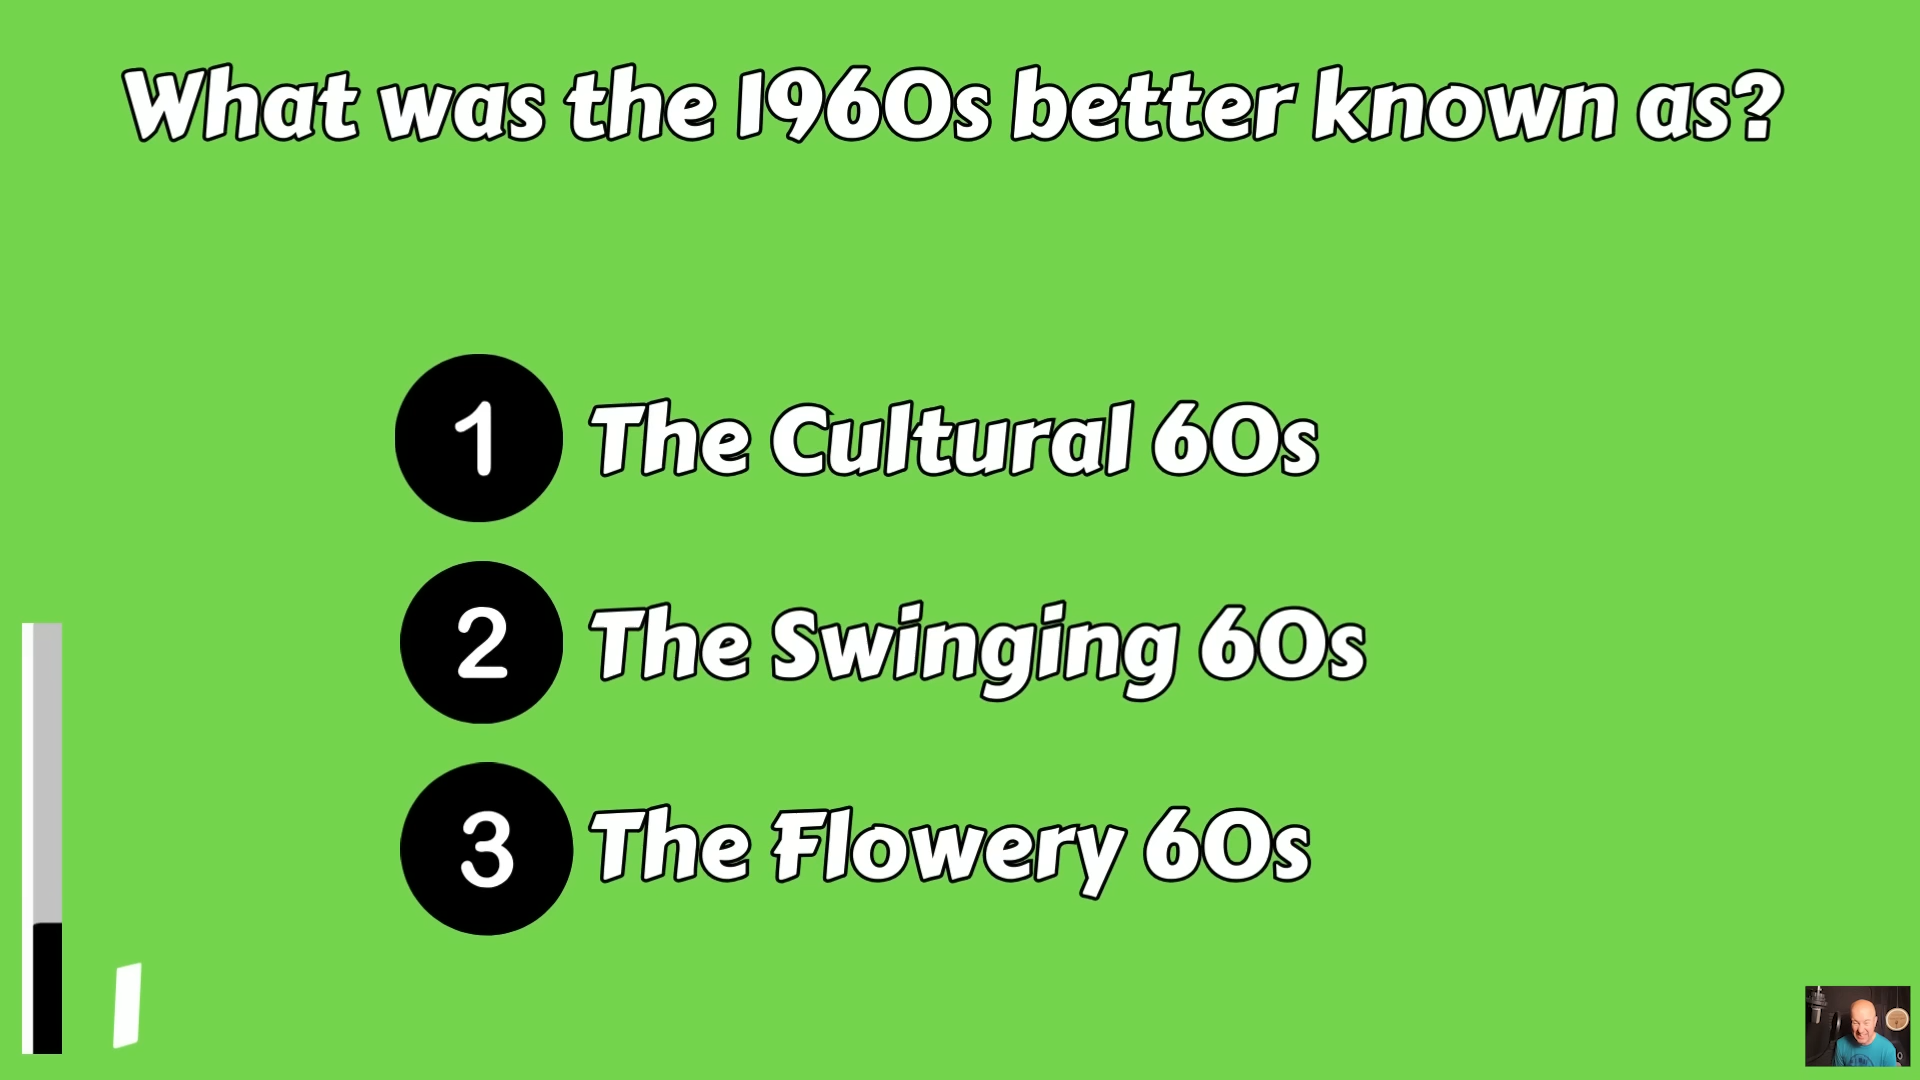 What was the 1960s better known as?
1 The Cultural 60s
2 The Swinging 60s
3 The Flowery 60s